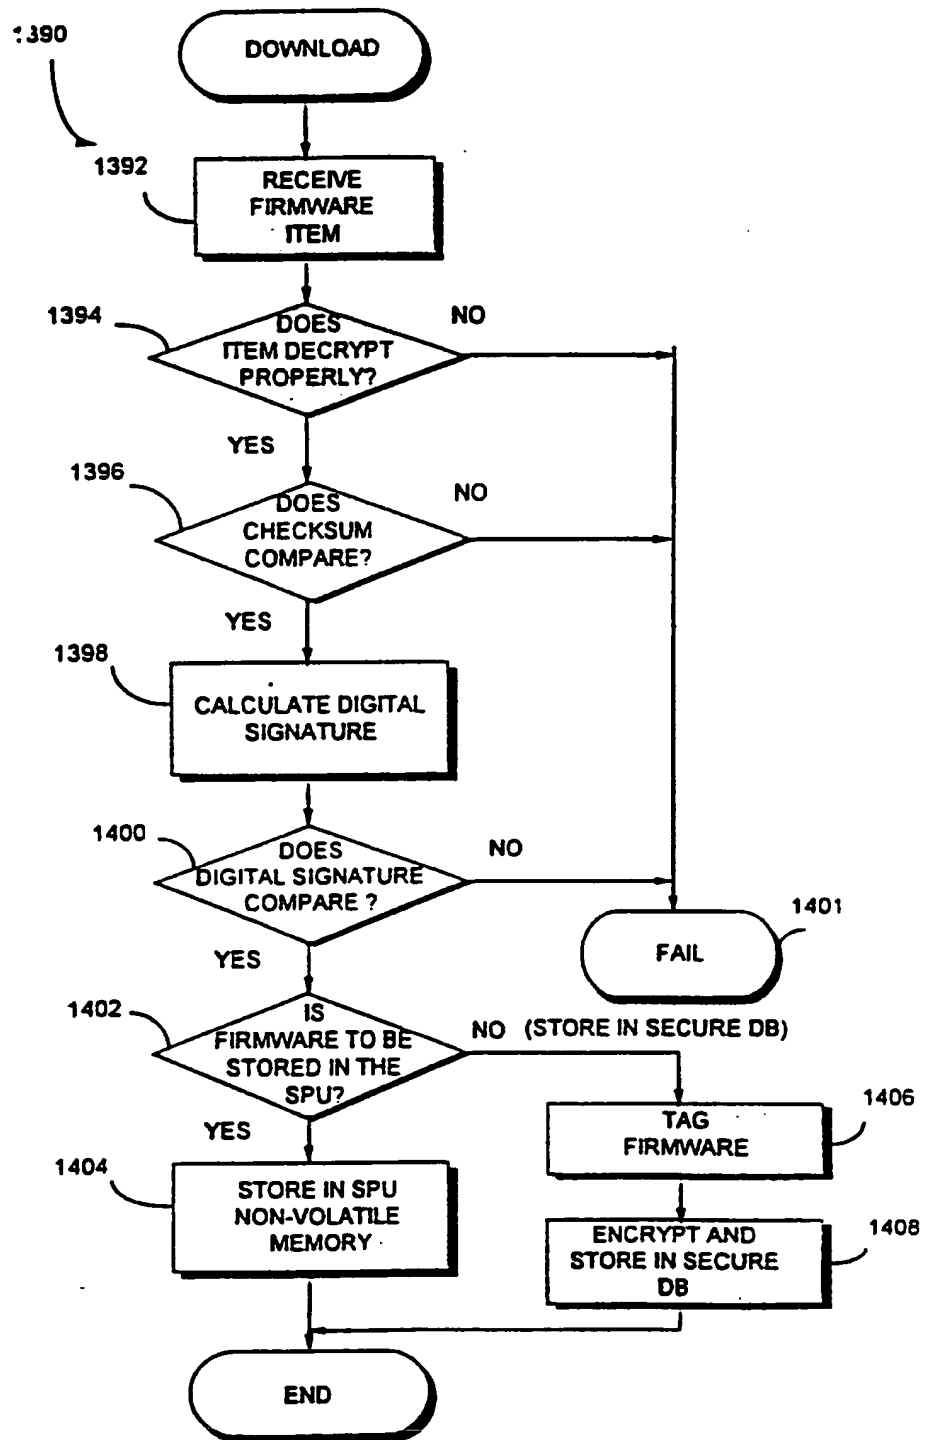 1390
DOWNLOAD
1392
RECEIVE
FIRMWARE
ITEM
1394
DOES
ITEM DECRYPT
PROPERLY?
NO
YES
1396
DOES
CHECKSUM
COMPARE?
NO
YES
1398
CALCULATE DIGITAL
SIGNATURE
1400
DOES
DIGITAL SIGNATURE
COMPARE ?
NO
1401
FAIL
YES
1402
IS
FIRMWARE TO BE
STORED IN THE
SPU?
NO (STORE IN SECURE DB)
1406
TAG
FIRMWARE
YES
1404
STORE IN SPU
NON-VOLATILE
MEMORY
1408
ENCRYPT AND
STORE IN SECURE
DB
END